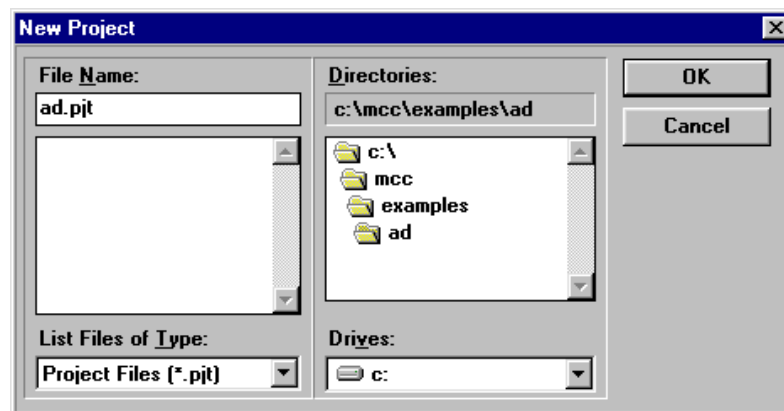 New Project
File Name:
ad.pjt
List Files of Type:
Project Files (*.pjt)
Directories:
c:\mcc\examples\ad
c:\
mcc
examples
ad
Drives:
c:
OK
Cancel